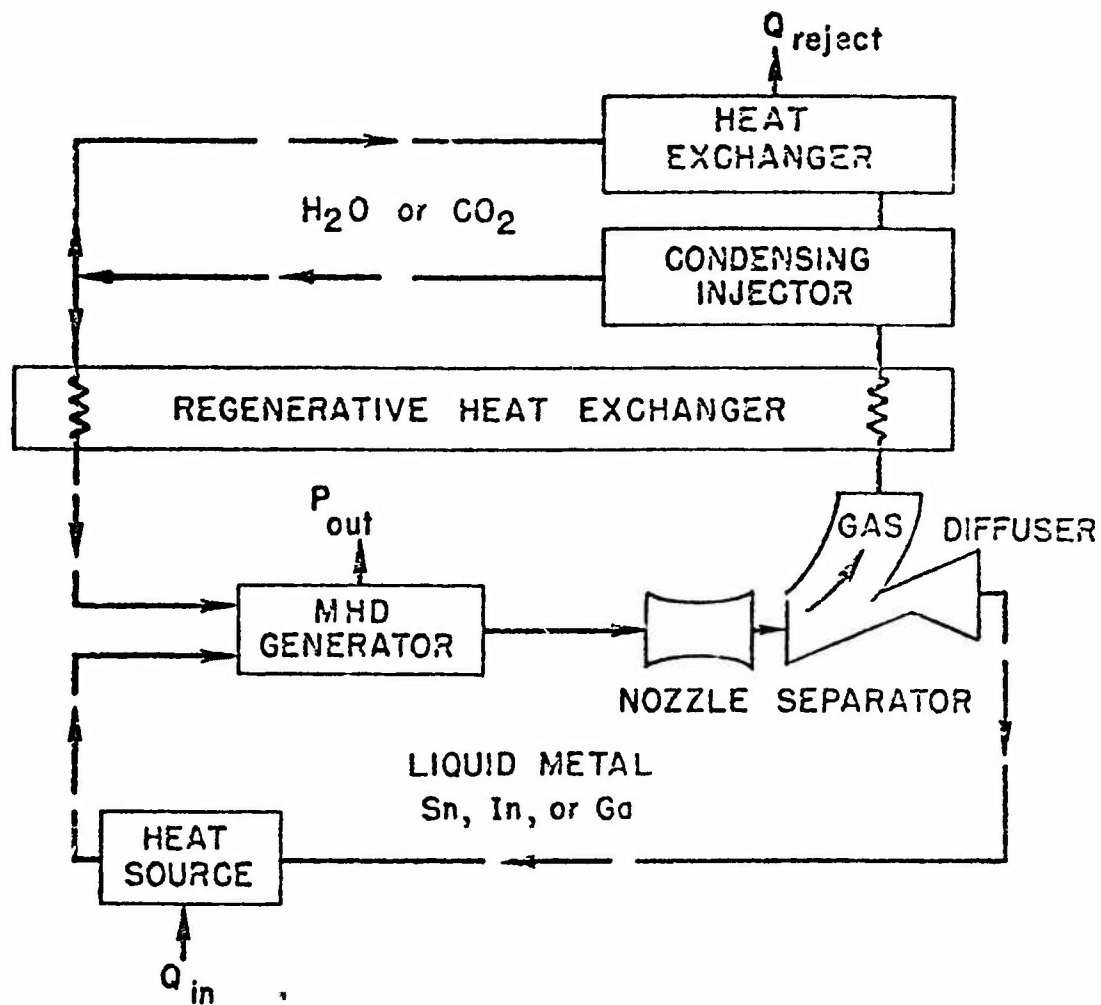 Q reject
HEAT
EXCHANGER
H2O or CO2
CONDENSING
INJECTOR
REGENERATIVE HEAT EXCHANGER
GAS
DIFFUSER
P out
MHD
GENERATOR
NOZZLE SEPARATOR
LIQUID METAL
Sn, In, or Ga
HEAT
SOURCE
Q in